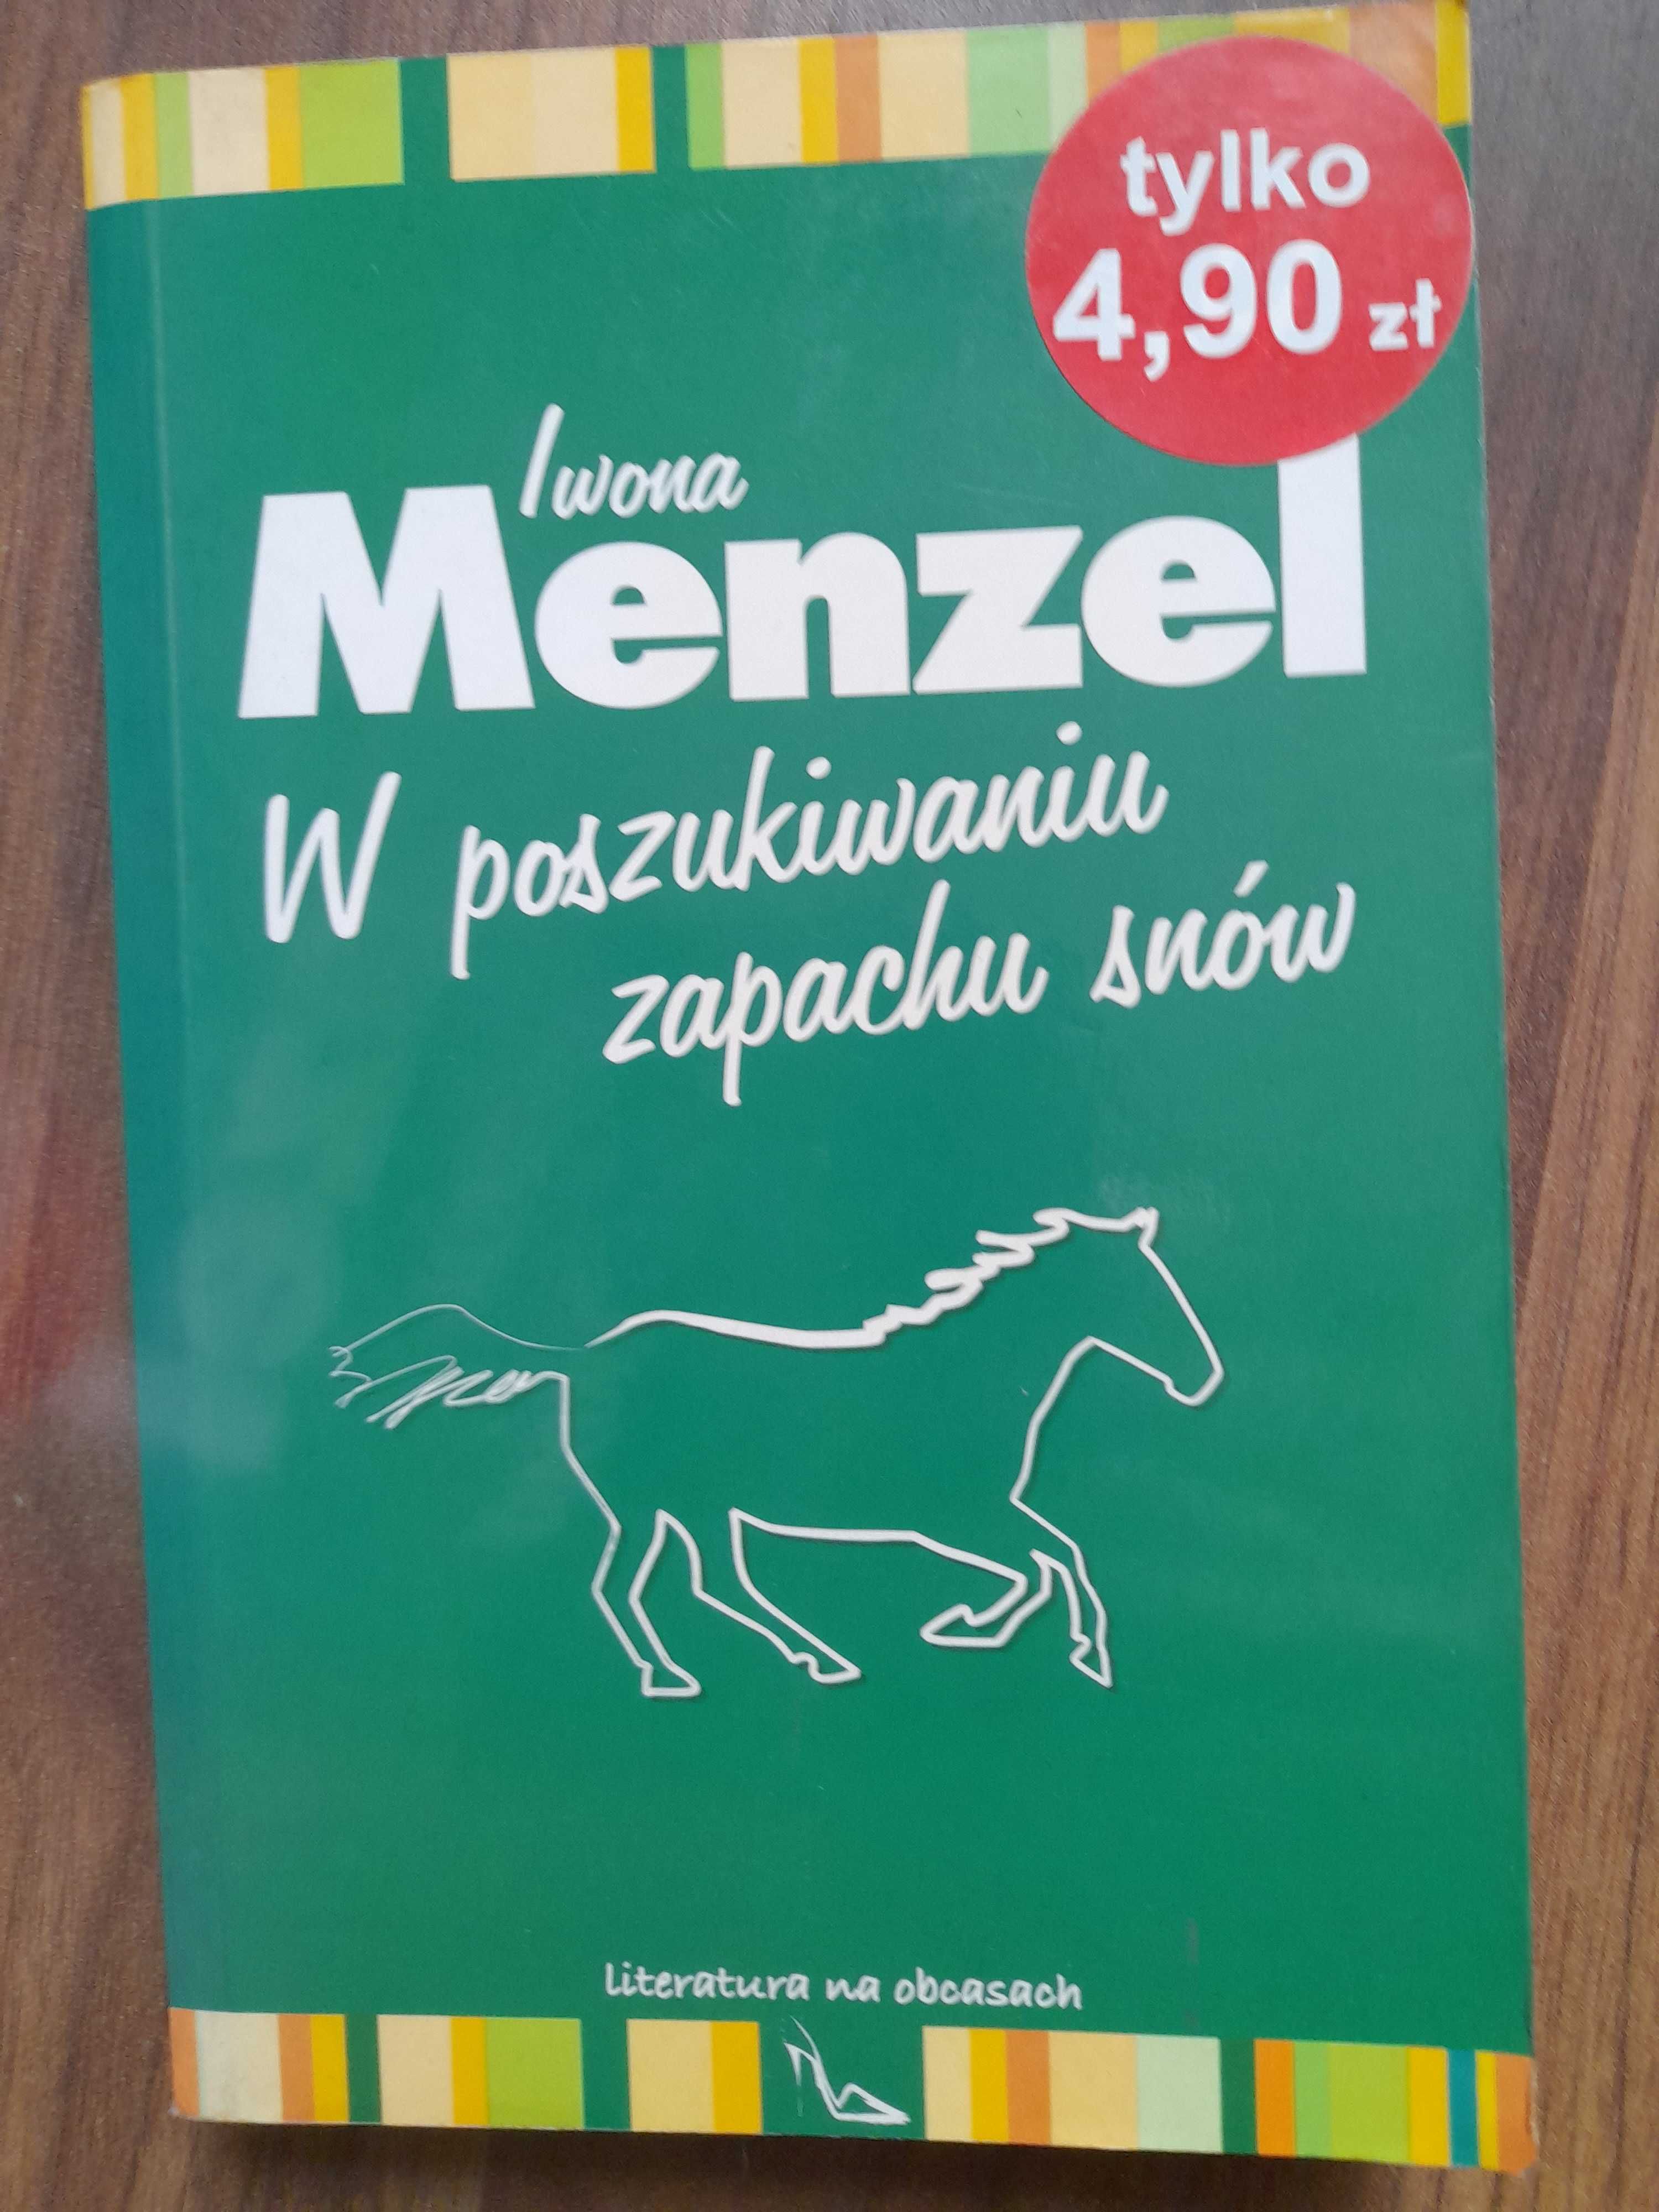 tylko
4,90 zł
Iwona
Menzel
W poszukiwaniu
zapachu snów
Literatura na obcasach